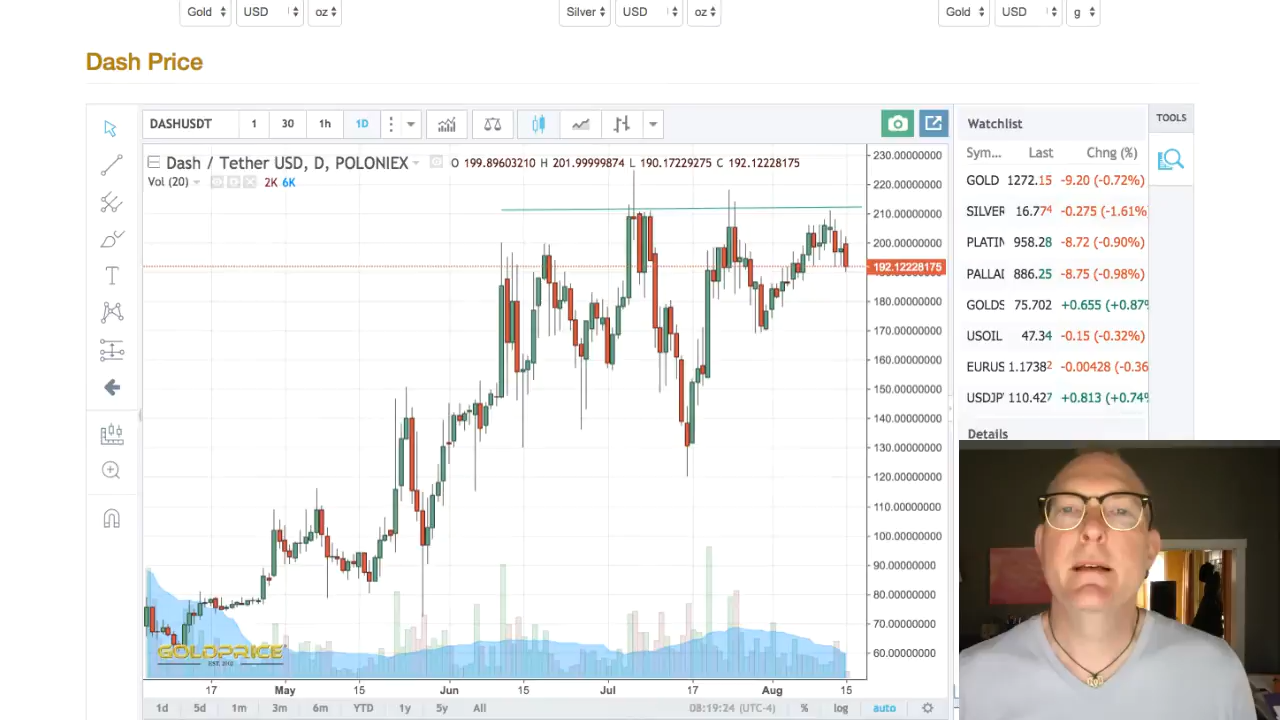 Gold USD oz Silver USD oz Gold USD g
Dash Price
DASHUSDT 1 30 1h 1D
Watchlist
TOOLS
Dash / Tether USD, D, POLONIEX O 199.89603210 H 201.99999874 L 190.17229275 C 192.12228175
Vol (20) 2K 6K
Sym... Last Chng (%)
GOLD 1272.15 -9.20 (-0.72%)
SILVER 16.774 -0.275 (-1.61%)
PLATIN 958.28 -8.72 (-0.90%)
PALLAD 886.25 -8.75 (-0.98%)
GOLDS 75.702 +0.655 (+0.87%
USOIL 47.34 -0.15 (-0.32%)
EURUS 1.17382 -0.00428 (-0.36
USDJP 110.427 +0.813 (+0.74%
Details
230.00000000
220.00000000
210.00000000
200.00000000
192.12228175
180.00000000
170.00000000
160.00000000
150.00000000
140.00000000
130.00000000
120.00000000
110.00000000
100.00000000
90.00000000
80.00000000
70.00000000
60.00000000
GOLDPRICE
EST. 2002
17 May 15 Jun 15 Jul 17 Aug 15
1d 5d 1m 3m 6m YTD 1y 5y All 08:19:24 (UTC-4) % log auto